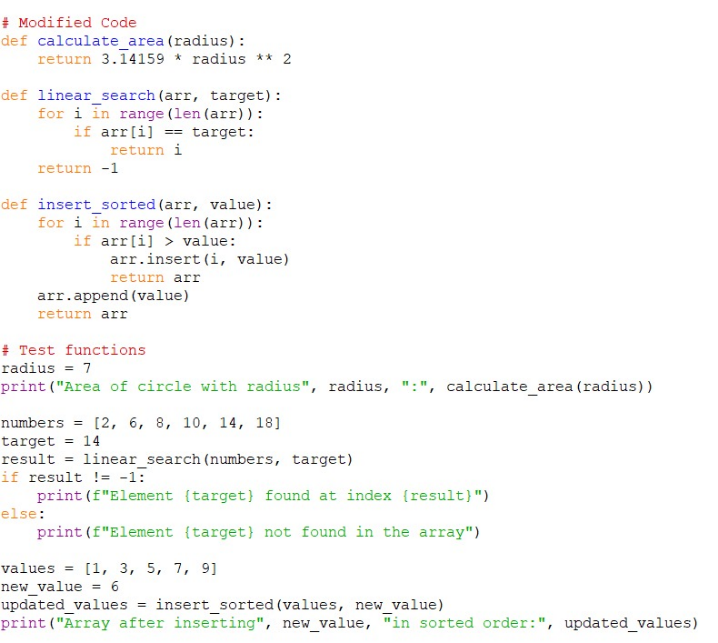 # Modified Code
def calculate_area(radius):
    return 3.14159 * radius ** 2

def linear_search(arr, target):
    for i in range(len(arr)):
        if arr[i] == target:
            return i
    return -1

def insert_sorted(arr, value):
    for i in range(len(arr)):
        if arr[i] > value:
            arr.insert(i, value)
            return arr
    arr.append(value)
    return arr

# Test functions
radius = 7
print("Area of circle with radius", radius, ":", calculate_area(radius))

numbers = [2, 6, 8, 10, 14, 18]
target = 14
result = linear_search(numbers, target)
if result != -1:
    print(f"Element {target} found at index {result}")
else:
    print(f"Element {target} not found in the array")

values = [1, 3, 5, 7, 9]
new_value = 6
updated_values = insert_sorted(values, new_value)
print("Array after inserting", new_value, "in sorted order:", updated_values)